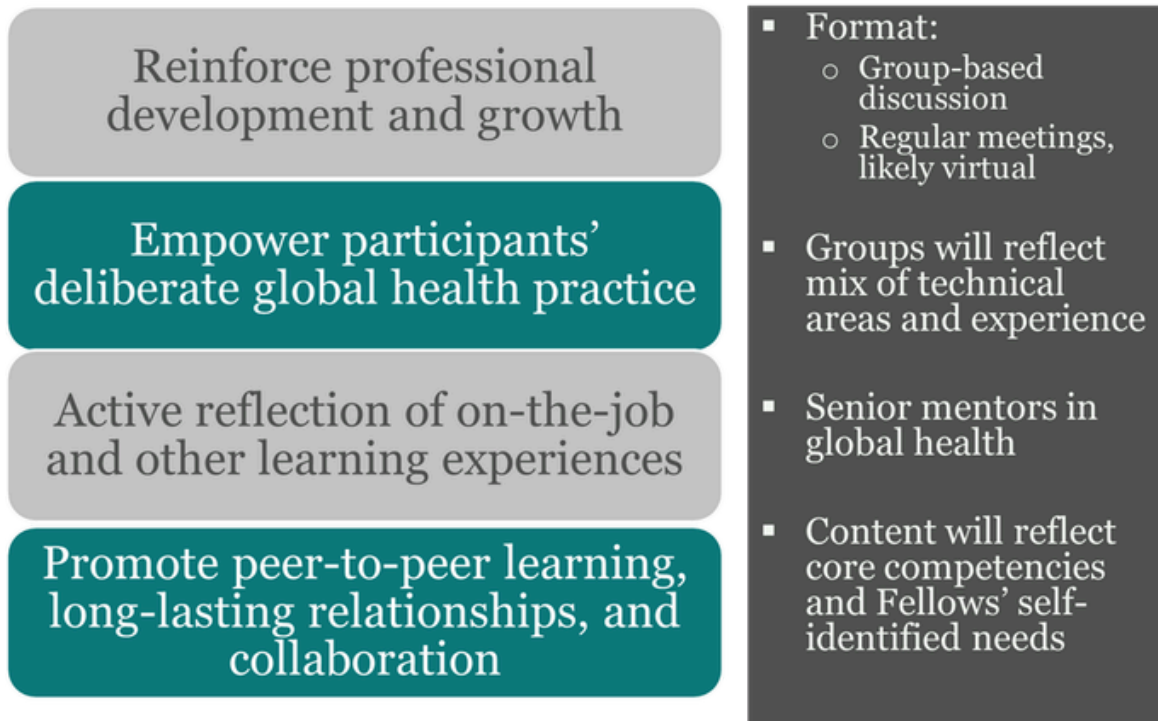 Reinforce professional
development and growth
Empower participants’
deliberate global health practice
Active reflection of on-the-job
and other learning experiences
Promote peer-to-peer learning,
long-lasting relationships, and
collaboration
▪ Format:
o Group-based
discussion
o Regular meetings,
likely virtual
▪ Groups will reflect
mix of technical
areas and experience
▪ Senior mentors in
global health
▪ Content will reflect
core competencies
and Fellows’ self-
identified needs